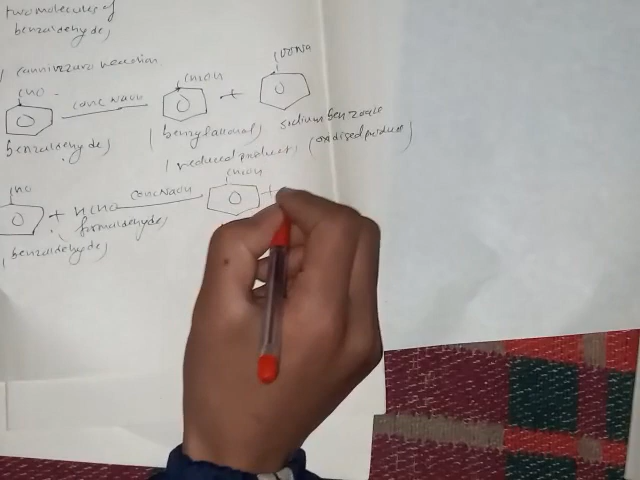 two molecules of
benzaldehyde)
cannizzaro reaction
CHO conc NaOH CH2OH + COONa
benzaldehyde) (benzyl alcohol) sodium benzoate
reduced product) (oxidised product)
CHO + HCHO conc NaOH CH2OH +
formaldehyde)
(benzaldehyde)